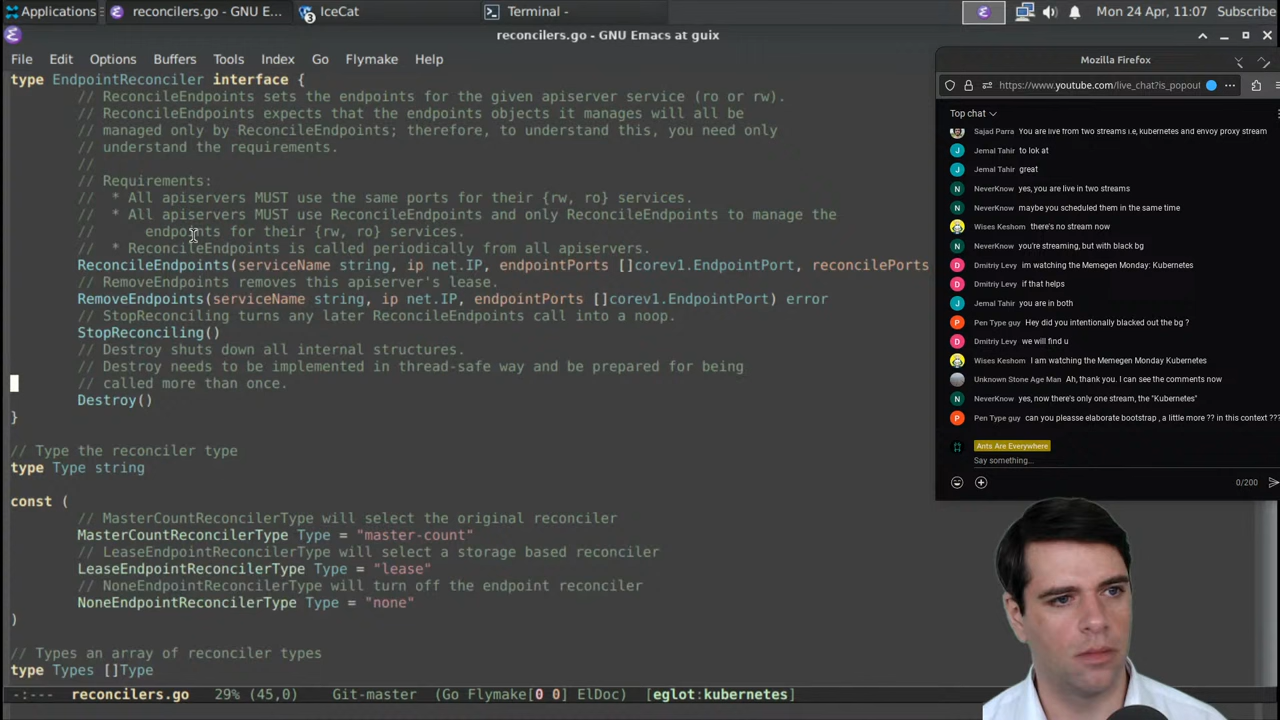 Applications
reconcilers.go - GNU E...
3
IceCat
Terminal -
Mon 24 Apr, 11:07
Subscribe
reconcilers.go - GNU Emacs at guix
File Edit Options Buffers Tools Index Go Flymake Help
type EndpointReconciler interface {
// ReconcileEndpoints sets the endpoints for the given apiserver service (ro or rw).
// ReconcileEndpoints expects that the endpoints objects it manages will all be
// managed only by ReconcileEndpoints; therefore, to understand this, you need only
// understand the requirements.
//
// Requirements:
//  * All apiservers MUST use the same ports for their {rw, ro} services.
//  * All apiservers MUST use ReconcileEndpoints and only ReconcileEndpoints to manage the
//      endpoints for their {rw, ro} services.
//  * ReconcileEndpoints is called periodically from all apiservers.
ReconcileEndpoints(serviceName string, ip net.IP, endpointPorts []corev1.EndpointPort, reconcilePorts
// RemoveEndpoints removes this apiserver's lease.
RemoveEndpoints(serviceName string, ip net.IP, endpointPorts []corev1.EndpointPort) error
// StopReconciling turns any later ReconcileEndpoints call into a noop.
StopReconciling()
// Destroy shuts down all internal structures.
// Destroy needs to be implemented in thread-safe way and be prepared for being
// called more than once.
Destroy()
}
// Type the reconciler type
type Type string
const (
// MasterCountReconcilerType will select the original reconciler
MasterCountReconcilerType Type = "master-count"
// LeaseEndpointReconcilerType will select a storage based reconciler
LeaseEndpointReconcilerType Type = "lease"
// NoneEndpointReconcilerType will turn off the endpoint reconciler
NoneEndpointReconcilerType Type = "none"
)
// Types an array of reconciler types
type Types []Type
-:--- reconcilers.go 29% (45,0) Git-master (Go Flymake[0 0] ElDoc) [eglot:kubernetes]
Mozilla Firefox
https://www.youtube.com/live_chat?is_popout
Top chat
Sajad Parra You are live from two streams i.e, kubernetes and envoy proxy stream
Jemal Tahir to lok at
Jemal Tahir great
NeverKnow yes, you are live in two streams
NeverKnow maybe you scheduled them in the same time
Wises Keshom there's no stream now
NeverKnow you're streaming, but with black bg
Dmitriy Levy im watching the Memegen Monday: Kubernetes
Dmitriy Levy if that helps
Jemal Tahir you are in both
Pen Type guy Hey did you intentionally blacked out the bg ?
Dmitriy Levy we will find u
Wises Keshom I am watching the Memegen Monday Kubernetes
Unknown Stone Age Man Ah, thank you. I can see the comments now
NeverKnow yes, now there's only one stream, the "Kubernetes"
Pen Type guy can you pleasse elaborate bootstrap , a little more ?? in this context ???
Ants Are Everywhere
Say something...
0/200